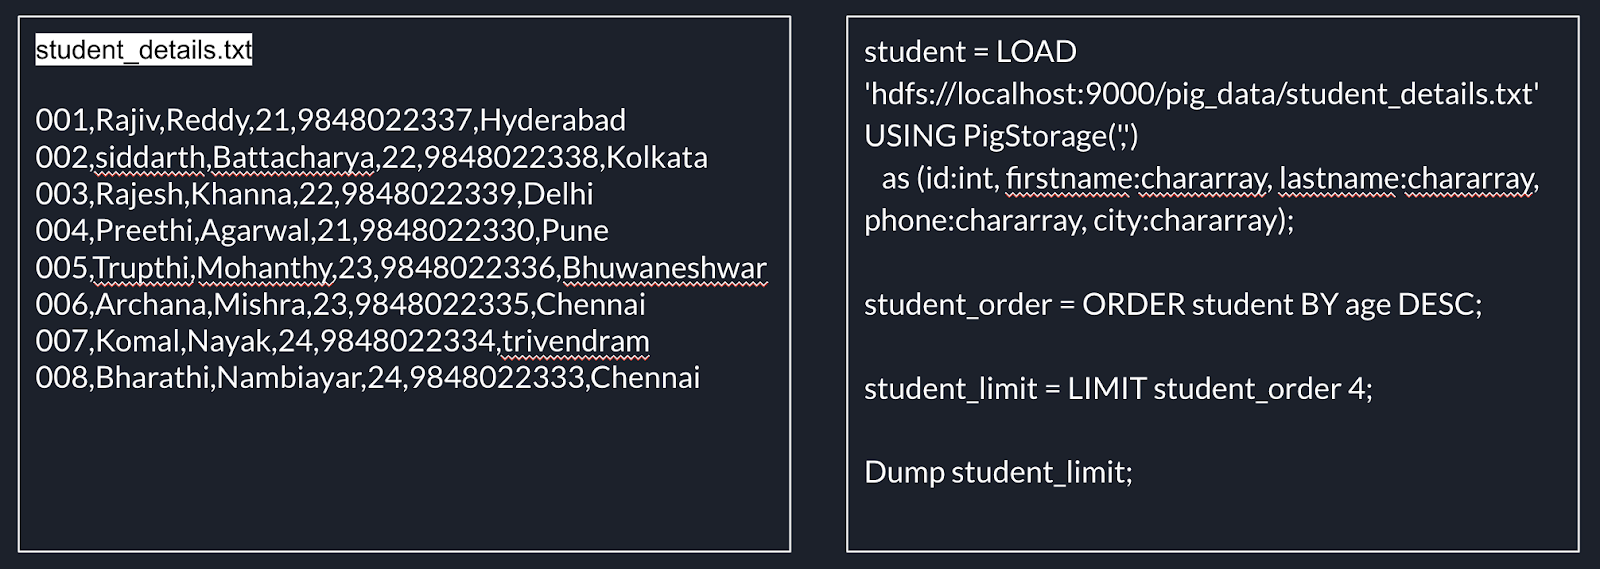 student_details.txt
001,Rajiv,Reddy,21,9848022337,Hyderabad
002,siddarth,Battacharya,22,9848022338,Kolkata
003,Rajesh,Khanna,22,9848022339,Delhi
004,Preethi,Agarwal,21,9848022330,Pune
005,Trupthi,Mohanthy,23,9848022336,Bhuwaneshwar
006,Archana,Mishra,23,9848022335,Chennai
007,Komal,Nayak,24,9848022334,trivendram
008,Bharathi,Nambiayar,24,9848022333,Chennai
student = LOAD
'hdfs://localhost:9000/pig_data/student_details.txt'
USING PigStorage(',')
as (id:int, firstname:chararray, lastname:chararray,
phone:chararray, city:chararray);
student_order = ORDER student BY age DESC;
student_limit = LIMIT student_order 4;
Dump student_limit;